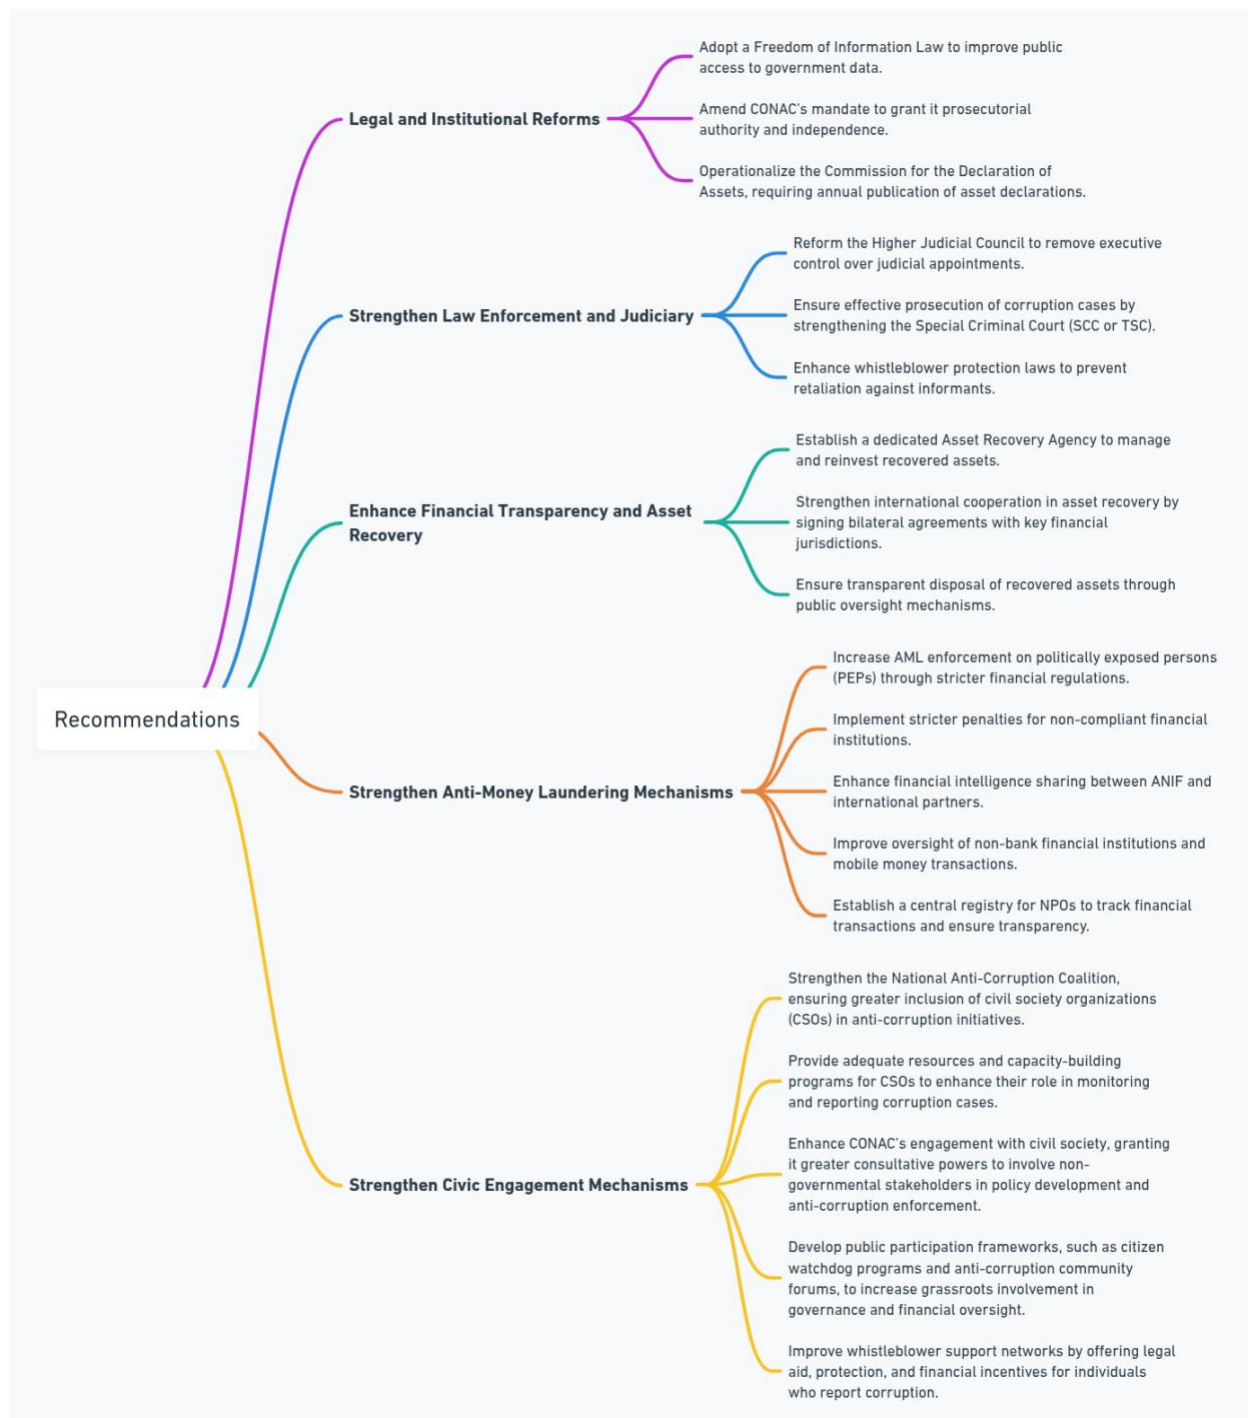 Recommendations
Legal and Institutional Reforms
Adopt a Freedom of Information Law to improve public
access to government data.
Amend CONAC's mandate to grant it prosecutorial
authority and independence.
Operationalize the Commission for the Declaration of
Assets, requiring annual publication of asset declarations.
Strengthen Law Enforcement and Judiciary
Reform the Higher Judicial Council to remove executive
control over judicial appointments.
Ensure effective prosecution of corruption cases by
strengthening the Special Criminal Court (SCC or TSC).
Enhance whistleblower protection laws to prevent
retaliation against informants.
Enhance Financial Transparency and Asset
Recovery
Establish a dedicated Asset Recovery Agency to manage
and reinvest recovered assets.
Strengthen international cooperation in asset recovery by
signing bilateral agreements with key financial
jurisdictions.
Ensure transparent disposal of recovered assets through
public oversight mechanisms.
Strengthen Anti-Money Laundering Mechanisms
Increase AML enforcement on politically exposed persons
(PEPs) through stricter financial regulations.
Implement stricter penalties for non-compliant financial
institutions.
Enhance financial intelligence sharing between ANIF and
international partners.
Improve oversight of non-bank financial institutions and
mobile money transactions.
Establish a central registry for NPOs to track financial
transactions and ensure transparency.
Strengthen Civic Engagement Mechanisms
Strengthen the National Anti-Corruption Coalition,
ensuring greater inclusion of civil society organizations
(CSOs) in anti-corruption initiatives.
Provide adequate resources and capacity-building
programs for CSOs to enhance their role in monitoring
and reporting corruption cases.
Enhance CONAC's engagement with civil society, granting
it greater consultative powers to involve non-
governmental stakeholders in policy development and
anti-corruption enforcement.
Develop public participation frameworks, such as citizen
watchdog programs and anti-corruption community
forums, to increase grassroots involvement in
governance and financial oversight.
Improve whistleblower support networks by offering legal
aid, protection, and financial incentives for individuals
who report corruption.